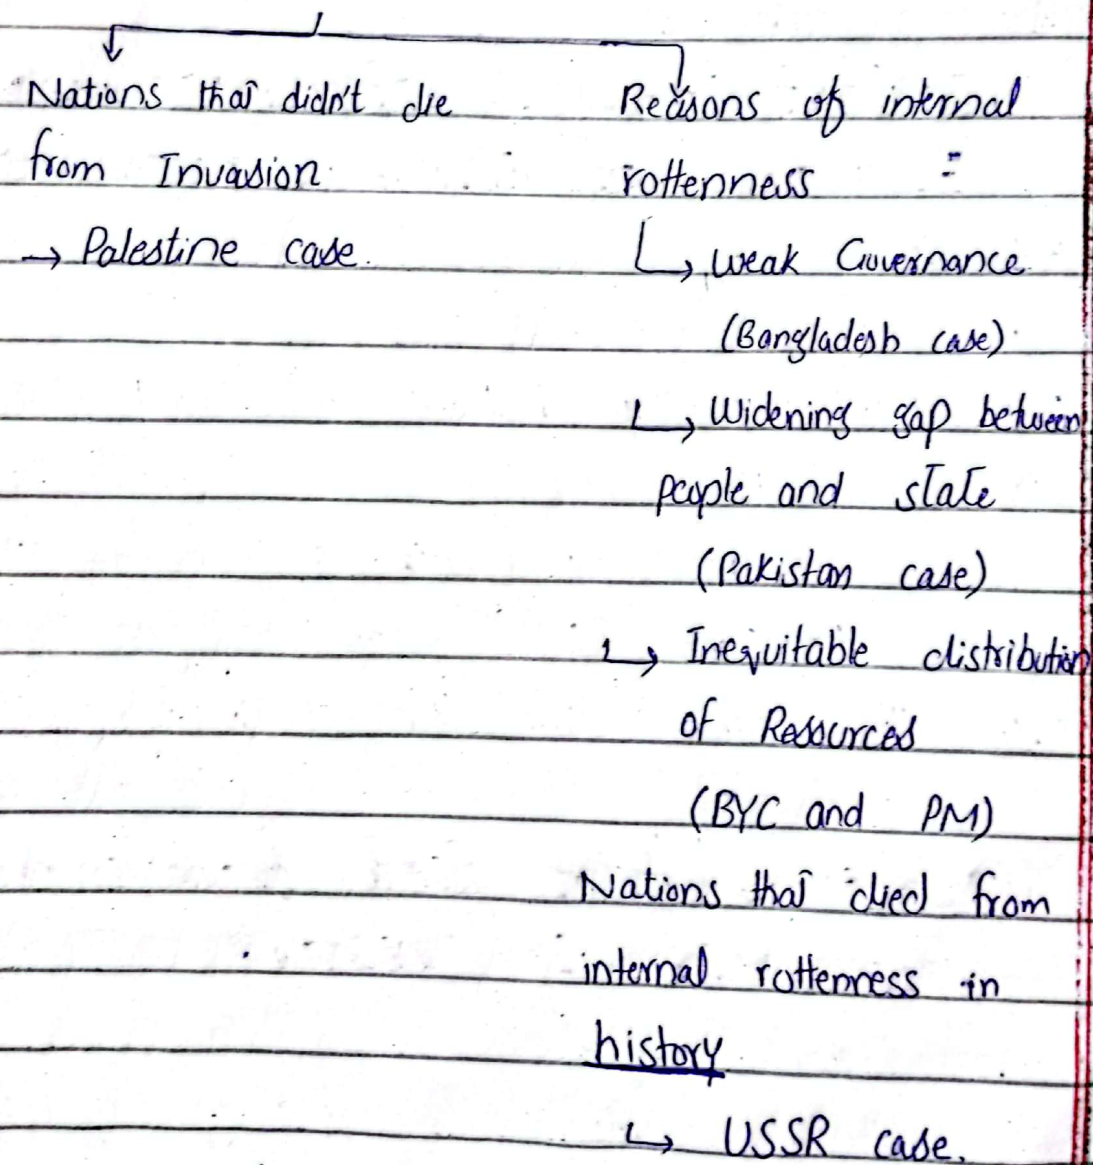 Nations that didn't die
from Invasion
→ Palestine case.
Reasons of internal
rottenness :
↳ Weak Governance
(Bangladesh case)
↳ Widening gap between
people and state
(Pakistan case)
↳ Inequitable distribution
of Resources
(BYC and PM)
Nations that died from
internal rottenness in
history
↳ USSR case.